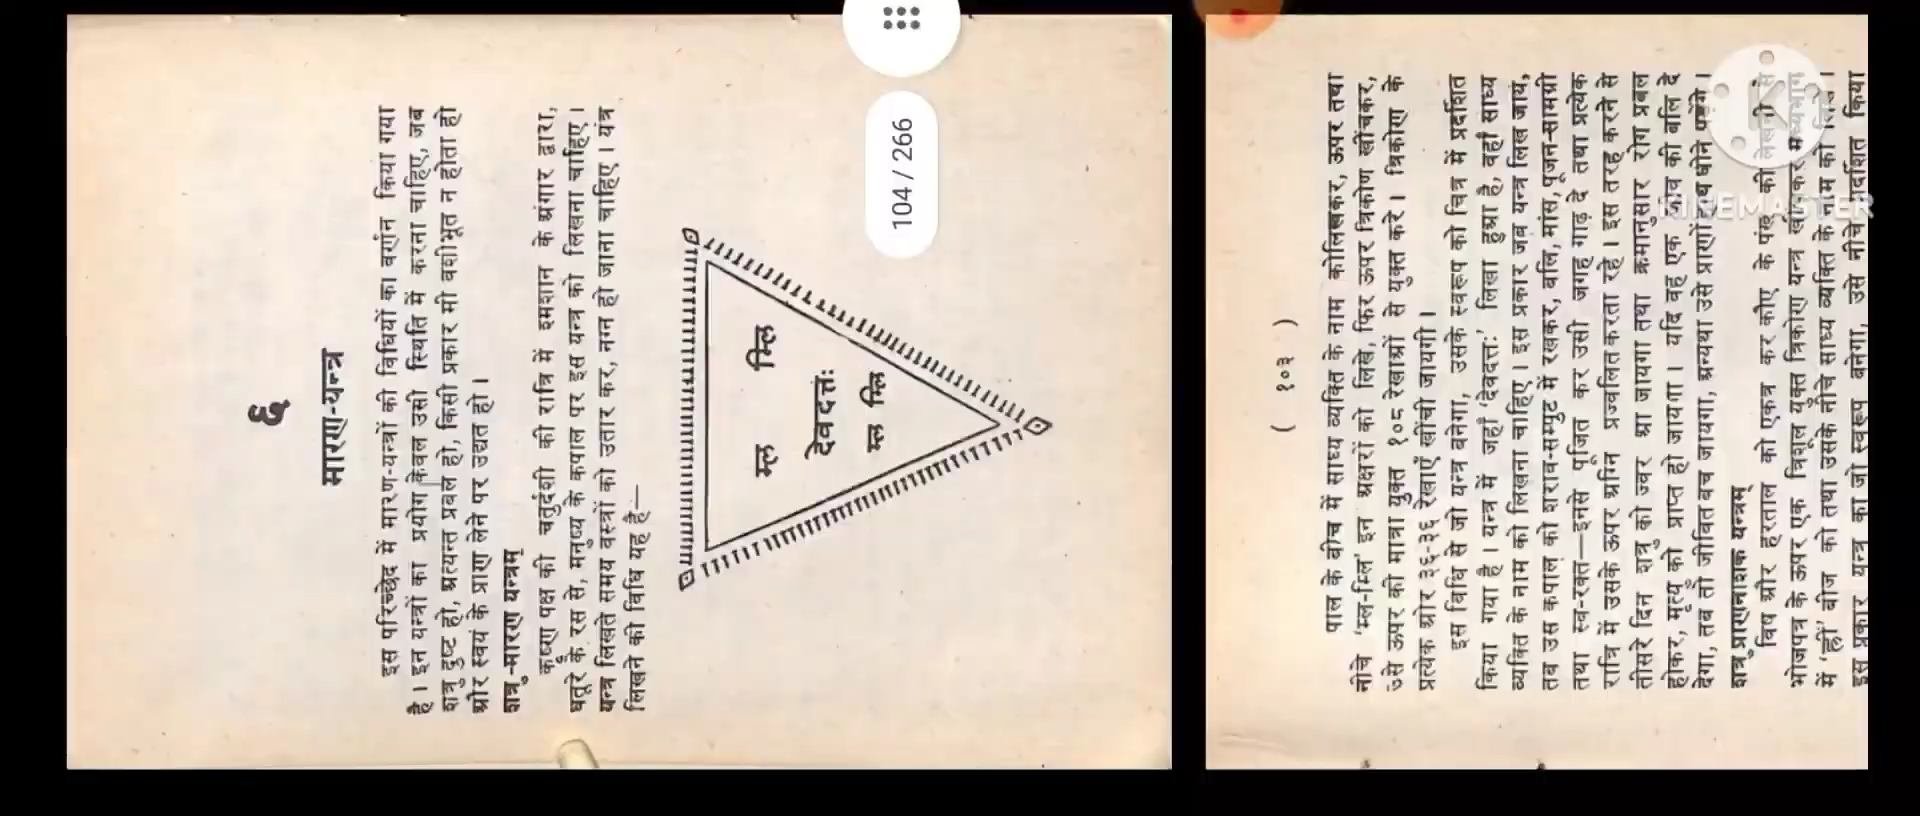 ६
मारण-यन्त्र
इस परिच्छेद में मारण-यन्त्रों की विधियों का वर्णन किया गया
है । इन यन्त्रों का प्रयोग केवल उसी स्थिति में करना चाहिए, जब
शत्रु दुष्ट हो, अत्यन्त प्रबल हो, किसी प्रकार भी वशीभूत न होता हो
और स्वयं के प्राण लेने पर उद्यत हो ।
शत्रु-मारण यन्त्रम्
कृष्ण पक्ष की चतुर्दशी की रात्रि में श्मशान के अंगार द्वारा,
धतूरे के रस से, मनुष्य के कपाल पर इस यन्त्र को लिखना चाहिए ।
यन्त्र लिखते समय वस्त्रों को उतार कर, नग्न हो जाना चाहिए । यंत्र
लिखने की विधि यह है—
म्ल म्लि
देवदत्तः
म्ल म्लि
104 / 266
( १०३ )
पाल के बीच में साध्य व्यक्ति के नाम कोलिखकर, ऊपर तथा
नीचे 'म्ल-म्लि' इन अक्षरों को लिखे, फिर ऊपर त्रिकोण खींचकर,
उसे ऊपर की मात्रा युक्त १०८ रेखाओं से युक्त करे । त्रिकोण के
प्रत्येक ओर ३६-३६ रेखाएँ खींची जायगी ।
इस विधि से जो यन्त्र बनेगा, उसके स्वरूप को चित्र में प्रदर्शित
किया गया है । यन्त्र में जहाँ 'देवदत्तः' लिखा हुआ है, वहाँ साध्य
व्यक्ति के नाम को लिखना चाहिए । इस प्रकार जब यन्त्र लिख जाय,
तब उस कपाल को शराव-सम्पुट में रखकर, बलि, मांस, पूजन-सामग्री
तथा स्व-रक्त—इनसे पूजित कर उसी जगह गाढ़ दे तथा प्रत्येक
रात्रि में उसके ऊपर अग्नि प्रज्वलित करता रहे । इस तरह करने से
तीसरे दिन शत्रु को ज्वर आ जायगा तथा क्रमानुसार रोग प्रबल
होकर, मृत्यु को प्राप्त हो जायगा । यदि वह एक जीव की बलि दे
देगा, तब तो जीवित बच जायगा, अन्यथा उसे प्राणों से हाथ धोने पड़ेंगे ।
शत्रु प्राणनाशक यन्त्रम्
विष और हरताल को एकत्र कर कौए के पंख की लेखनी से
भोजपत्र के ऊपर एक त्रिशूल युक्त त्रिकोण यन्त्र खींचकर
में 'ह्रीं' बीज को तथा उसके नीचे साध्य व्यक्ति के नाम को लिखे ।
इस प्रकार यन्त्र का जो स्वरूप बनेगा, उसे नीचे प्रदर्शित किया
KINEMASTER